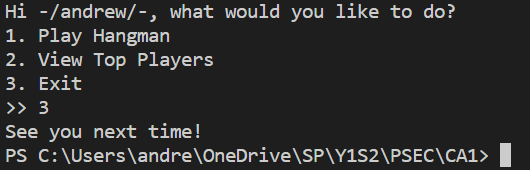 Hi -/andrew/-, what would you like to do?
1. Play Hangman
2. View Top Players
3. Exit
>> 3
See you next time!
PS C:\Users\andre\OneDrive\SP\Y1S2\PSEC\CA1>